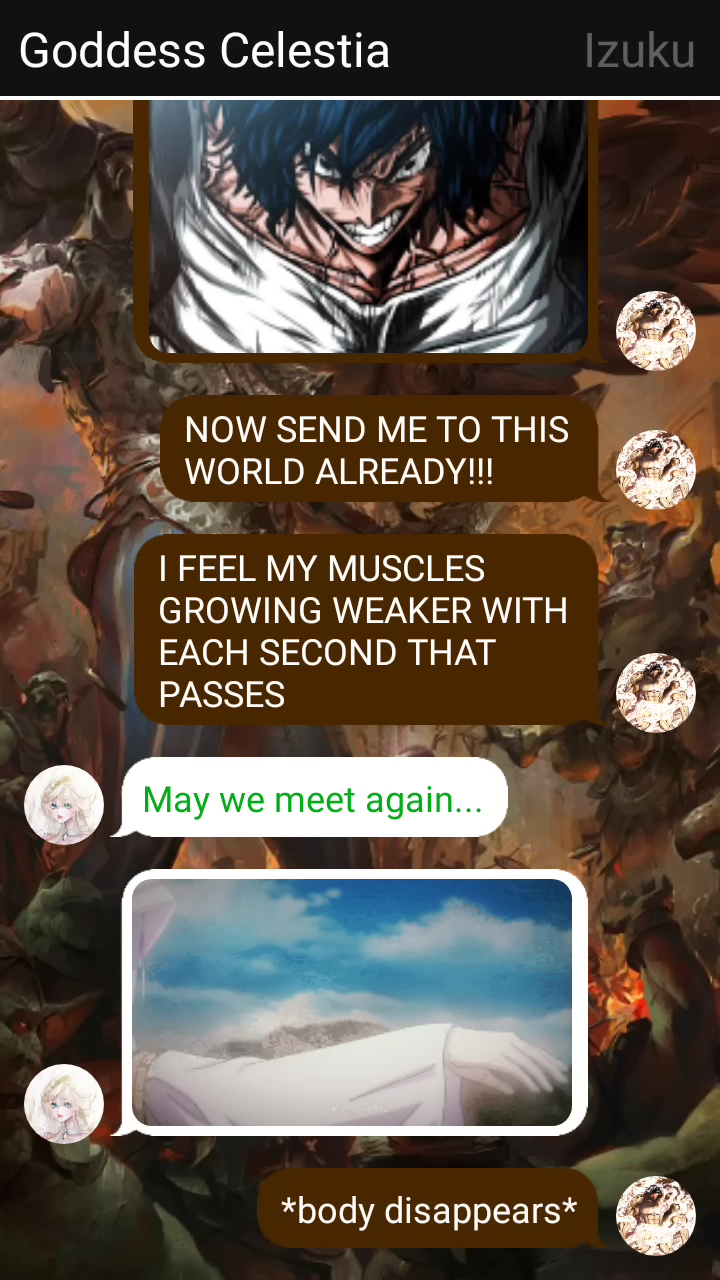 Goddess Celestia
Izuku
NOW SEND ME TO THIS
WORLD ALREADY!!!
I FEEL MY MUSCLES
GROWING WEAKER WITH
EACH SECOND THAT
PASSES
May we meet again...
*body disappears*